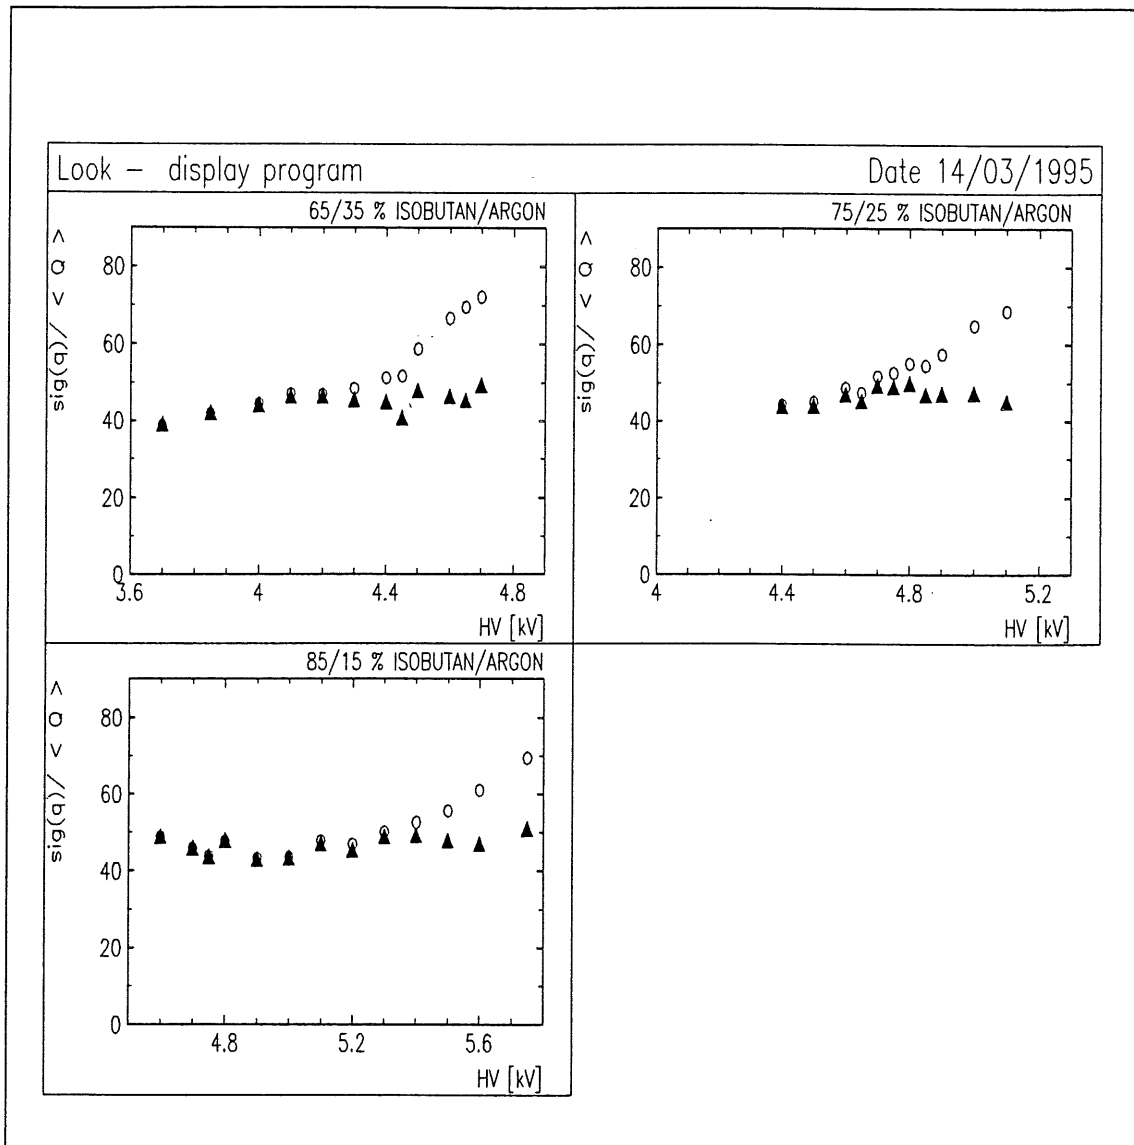 Look – display program Date 14/03/1995
65/35 % ISOBUTAN/ARGON
sig(q)/ < Q >
80
60
40
20
0
3.6 4 4.4 4.8
HV [kV]
75/25 % ISOBUTAN/ARGON
sig(q)/ < Q >
80
60
40
20
0
4 4.4 4.8 5.2
HV [kV]
85/15 % ISOBUTAN/ARGON
sig(q)/ < Q >
80
60
40
20
0
4.8 5.2 5.6
HV [kV]